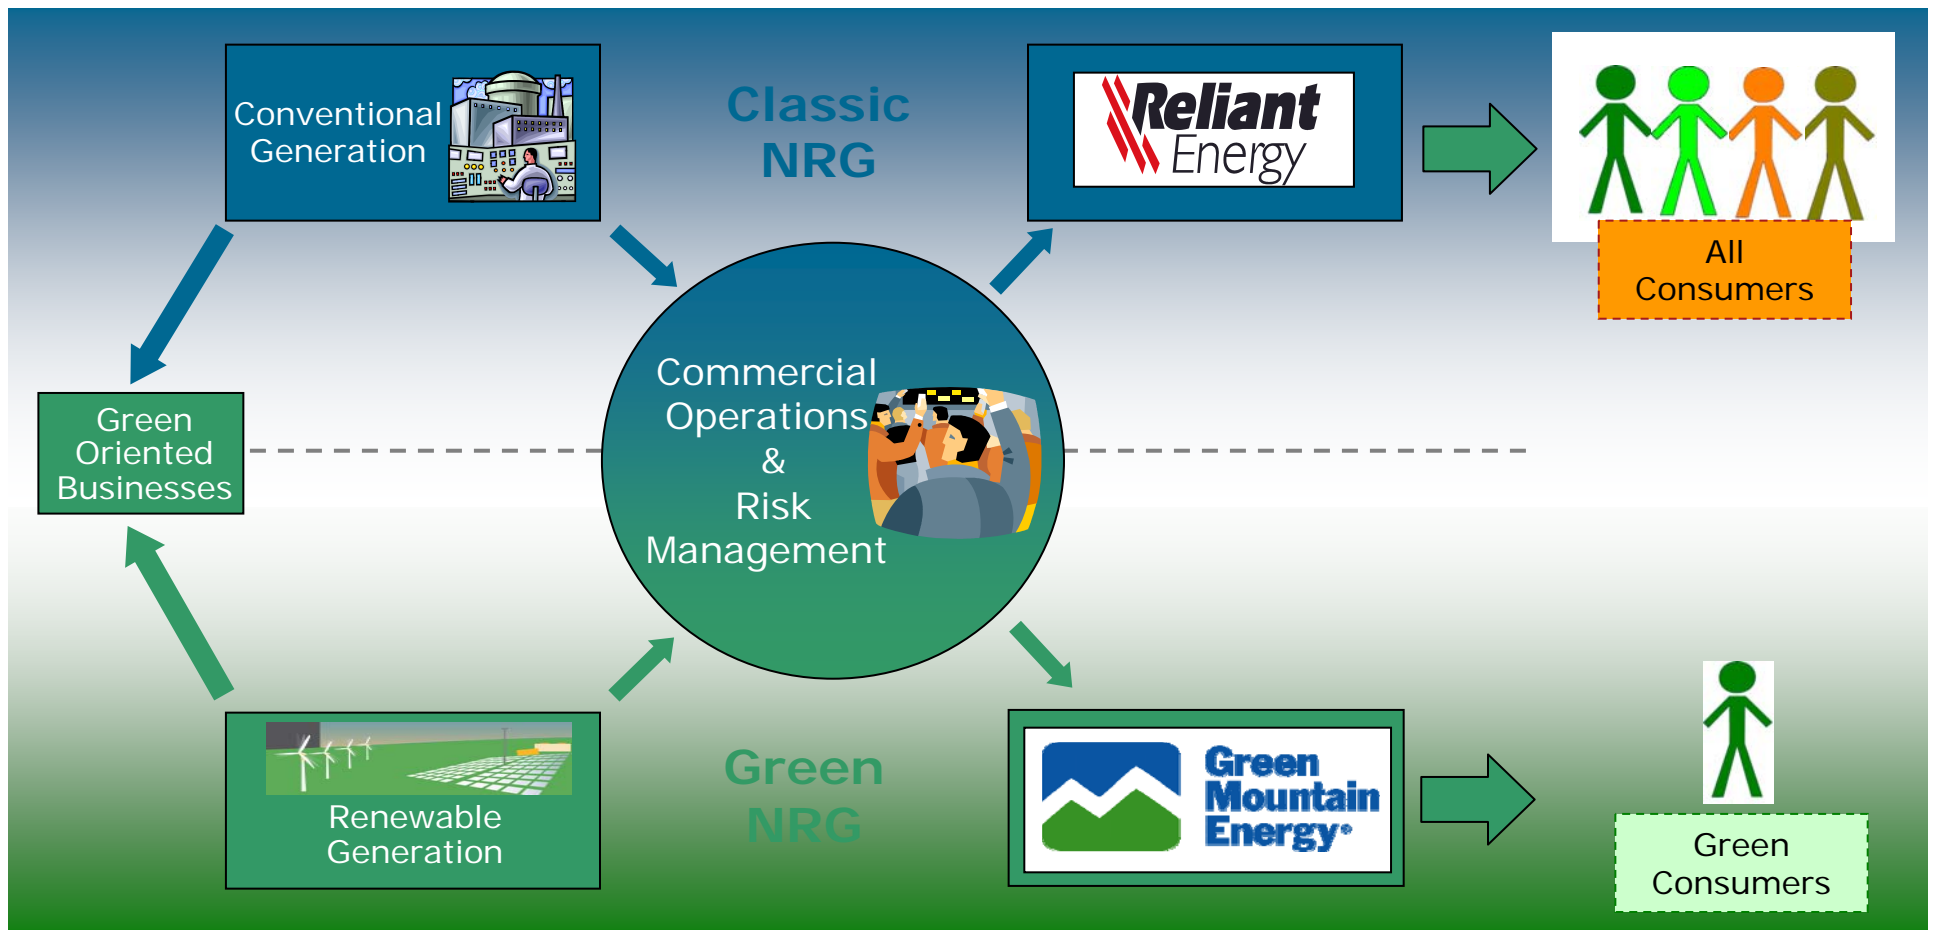 Conventional
Generation
Classic
NRG
Reliant
Energy
All
Consumers
Commercial
Operations
&
Risk
Management
Green
Oriented
Businesses
Renewable
Generation
Green
NRG
Green
Mountain
Energy®
Green
Consumers